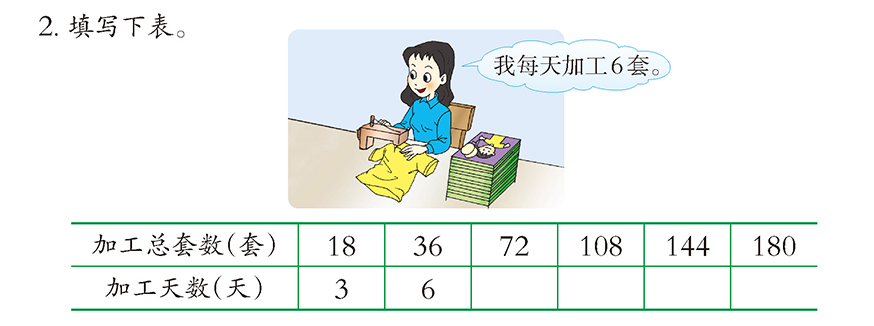 2. 填写下表。
我每天加工6套。
加工总套数(套) 18 36 72 108 144 180
加工天数(天) 3 6